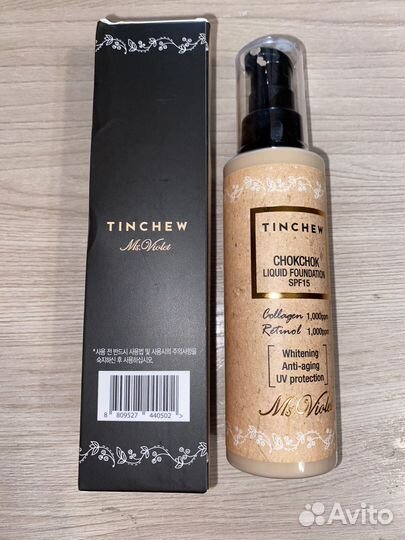 TINCHEW
Ms.Violet
*사용 전 반드시 사용법 및 사용시의 주의사항을
숙지하신 후 사용하십시오.
8 809527 440502 >
TINCHEW
CHOKCHOK
LIQUID FOUNDATION
SPF15
Collagen 1,000ppm
Retinol 1,000ppm
Whitening
Anti-aging
UV protection
Ms.Violet
Avito